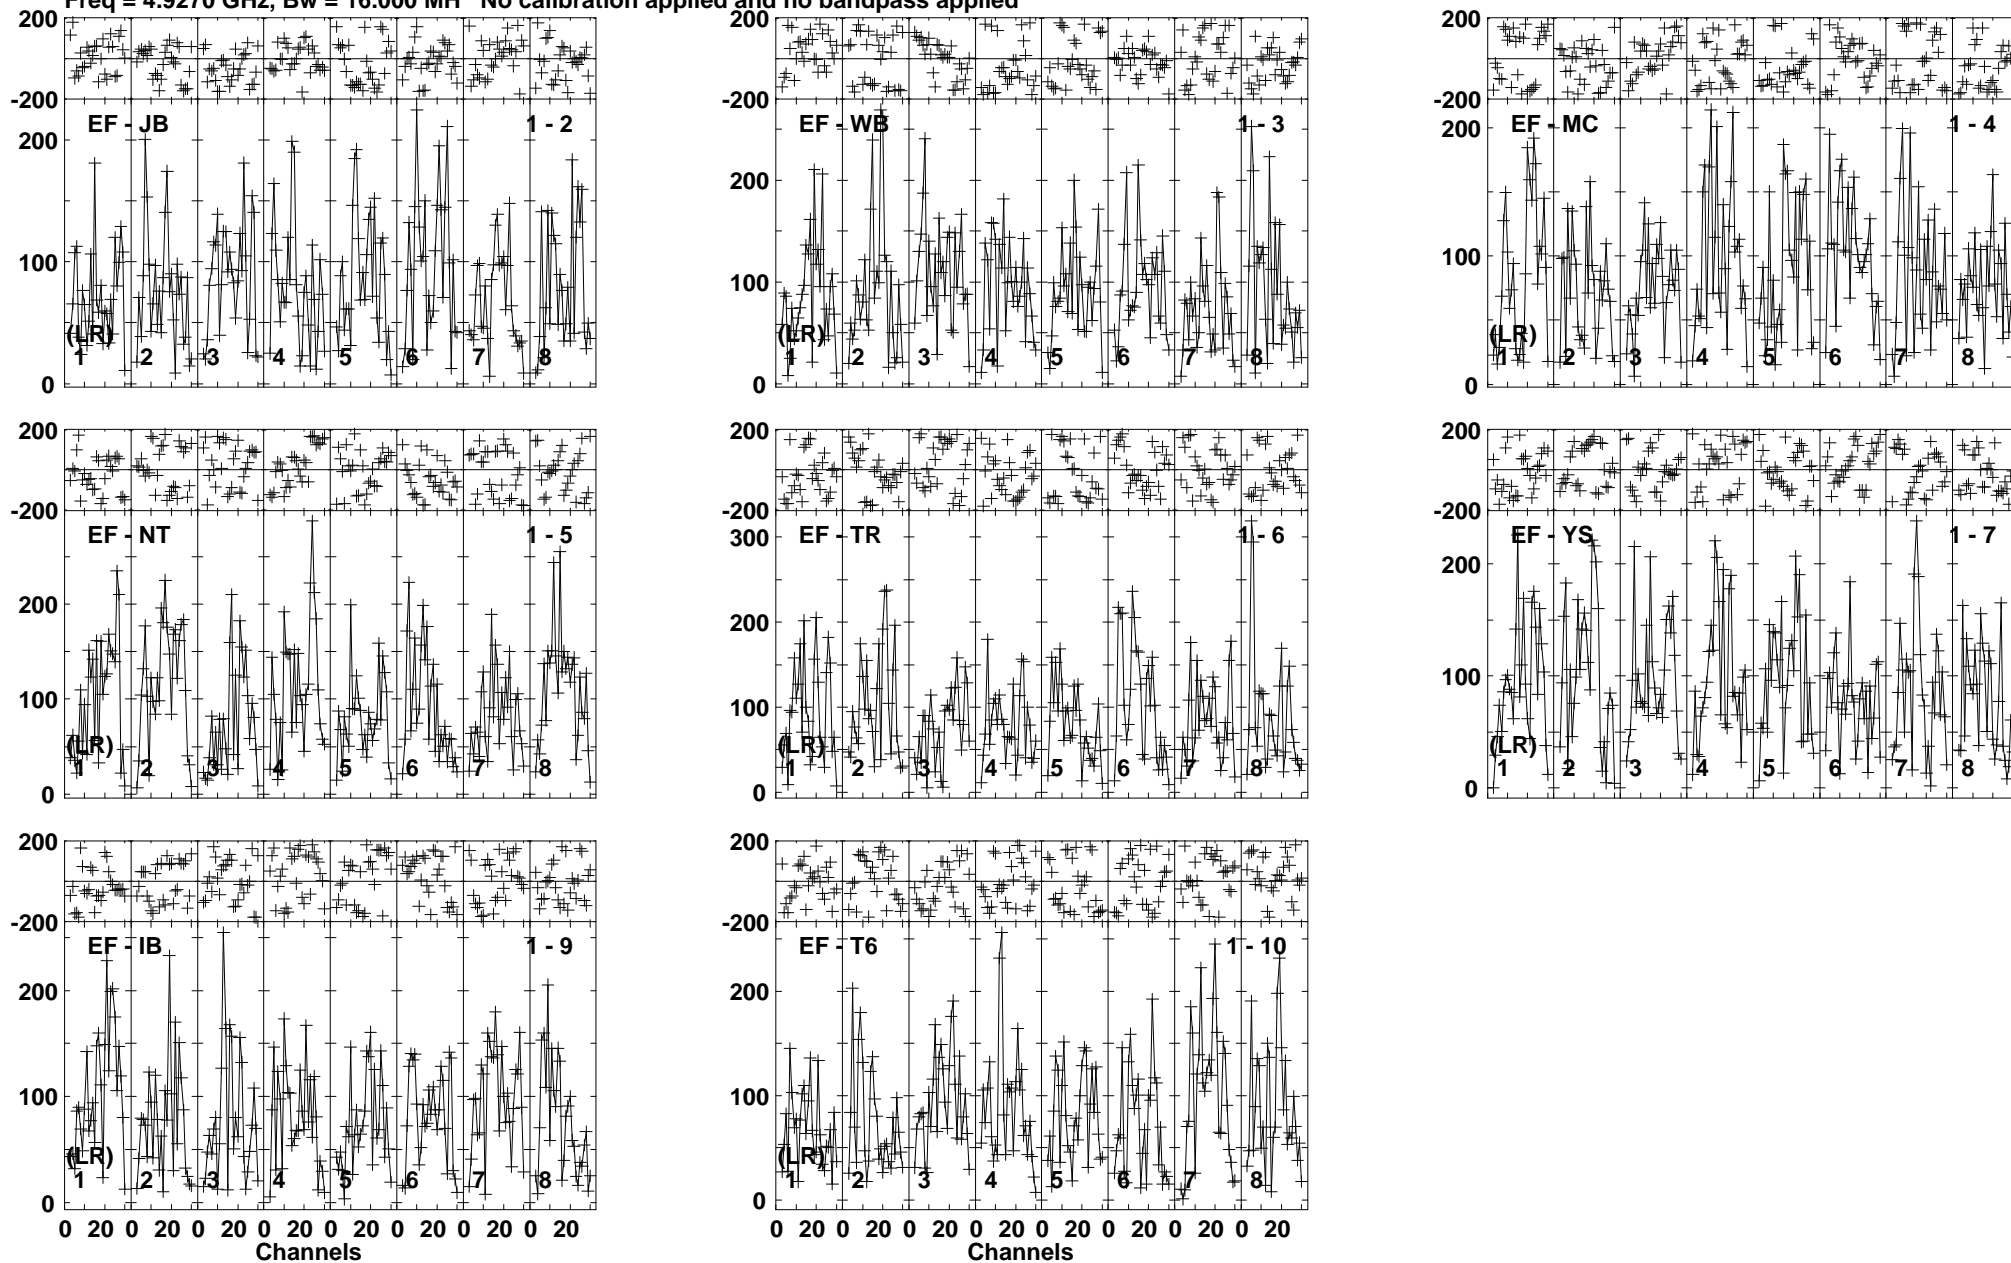 Freq = 4.9270 GHz, Bw = 16.000 MH No calibration applied and no bandpass applied
200 200 200
-200 -200 -200
EF - JB 1 - 2 EF - WB 1 - 3 EF - MC 1 - 4
200 200 200
100 100 100
(LR) (LR) (LR)
1 2 3 4 5 6 7 8 1 2 3 4 5 6 7 8 1 2 3 4 5 6 7 8
0 0 0
200 200 200
-200 -200 -200
EF - NT 1 - 5 EF - TR 1 - 6 EF - YS 1 - 7
300
200 200 200
100 100 100
(LR) (LR) (LR)
1 2 3 4 5 6 7 8 1 2 3 4 5 6 7 8 1 2 3 4 5 6 7 8
0 0 0
200 200
-200 -200
EF - IB 1 - 9 EF - T6 1 - 10
200 200
100 100
(LR) (LR)
1 2 3 4 5 6 7 8 1 2 3 4 5 6 7 8
0 0
0 20 0 20 0 20 0 20 0 20 0 20 0 20 0 20 0 20 0 20 0 20 0 20 0 20 0 20 0 20 0 20
Channels Channels